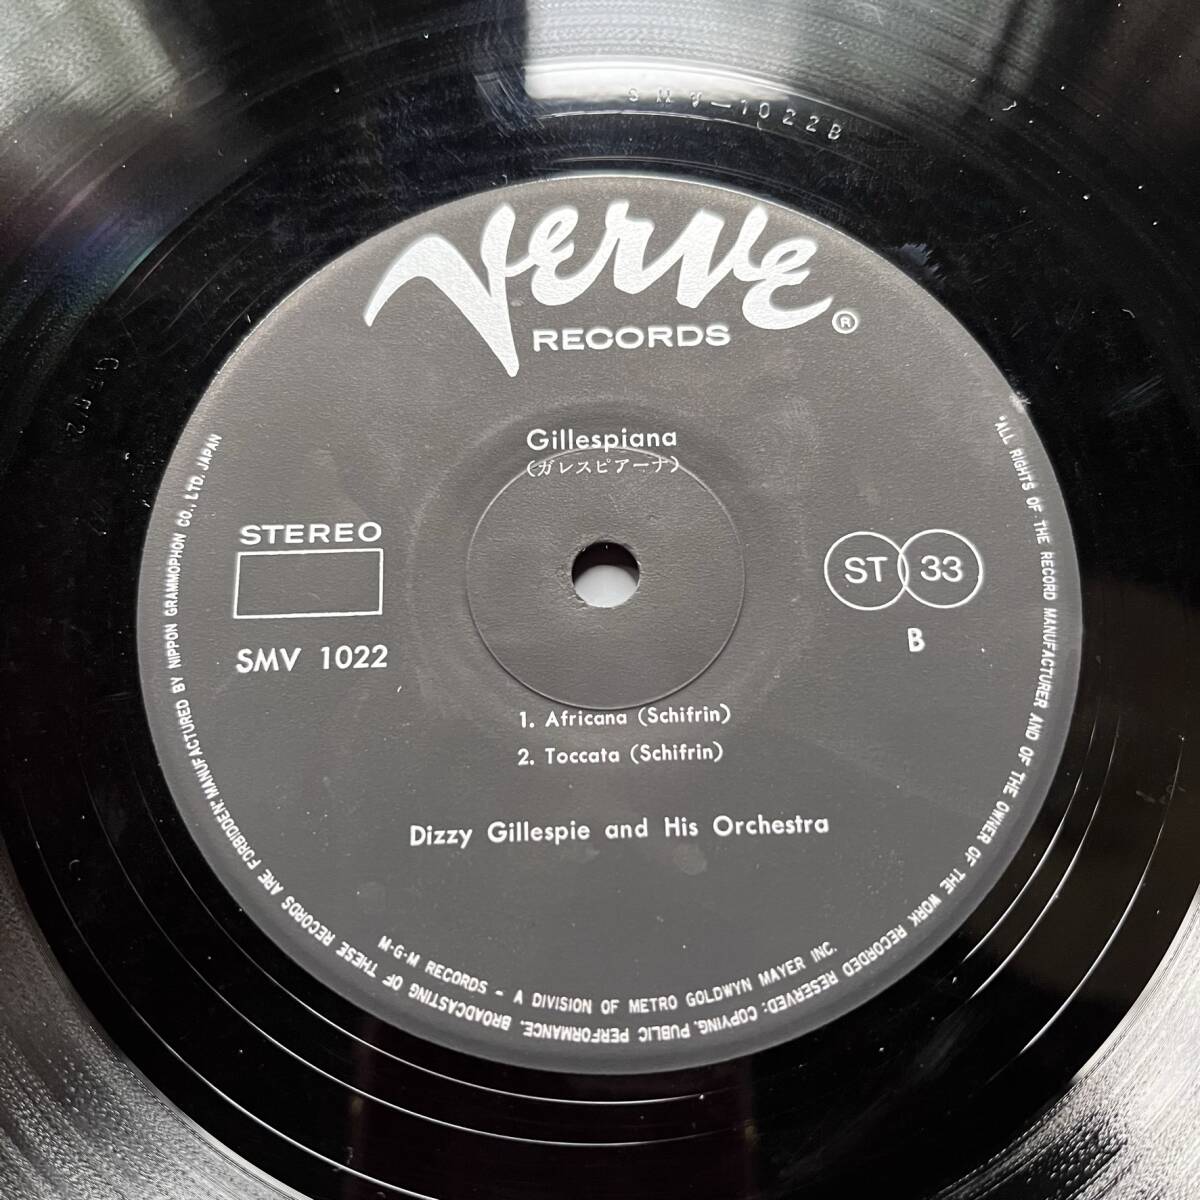 SMV-1022B
Verve
RECORDS
®
Gillespiana
(ガレスピアーナ)
STEREO
SMV 1022
ST 33
B
1. Africana (Schifrin)
2. Toccata (Schifrin)
Dizzy Gillespie and His Orchestra
M-G-M RECORDS - A DIVISION OF METRO GOLDWYN MAYER INC.
"ALL RIGHTS OF THE RECORD MANUFACTURER AND OF THE OWNER OF THE WORK RECORDED RESERVED: COPYING, PUBLIC PERFORMANCE, BROADCASTING OF THESE RECORDS ARE FORBIDDEN" MANUFACTURED BY NIPPON GRAMMOPHON CO., LTD. JAPAN